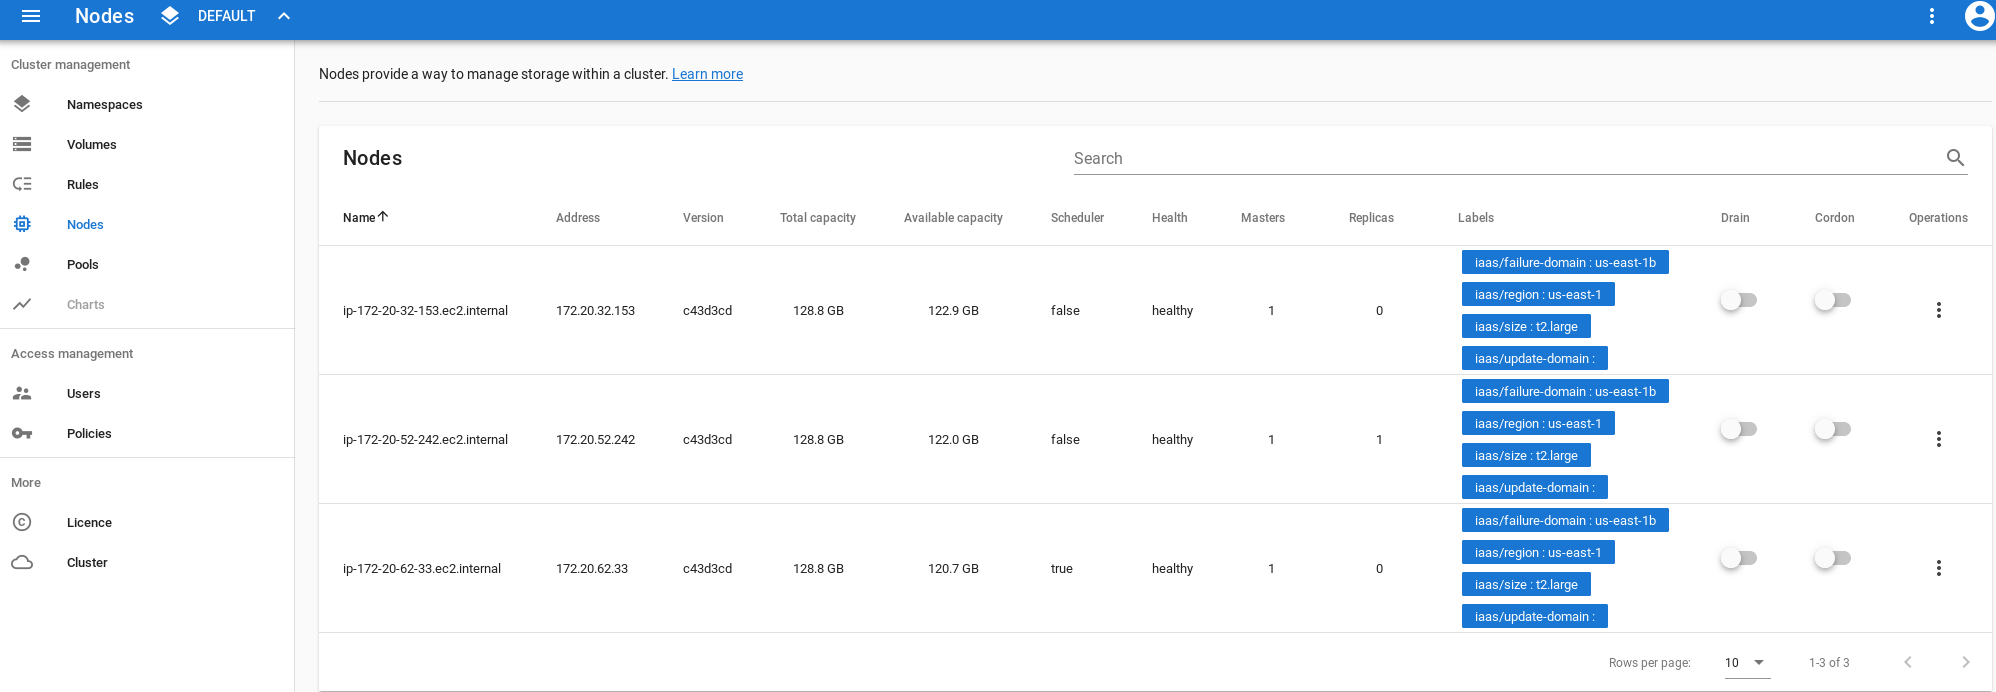 Nodes DEFAULT
Cluster management
Namespaces
Volumes
Rules
Nodes
Pools
Charts
Access management
Users
Policies
More
Licence
Cluster
Nodes provide a way to manage storage within a cluster. Learn more
Nodes
Search
Name Address Version Total capacity Available capacity Scheduler Health Masters Replicas Labels Drain Cordon Operations
iaas/failure-domain : us-east-1b
iaas/region : us-east-1
ip-172-20-32-153.ec2.internal 172.20.32.153 c43d3cd 128.8 GB 122.9 GB false healthy 1 0
iaas/size : t2.large
iaas/update-domain :
iaas/failure-domain : us-east-1b
iaas/region : us-east-1
ip-172-20-52-242.ec2.internal 172.20.52.242 c43d3cd 128.8 GB 122.0 GB false healthy 1 1
iaas/size : t2.large
iaas/update-domain :
iaas/failure-domain : us-east-1b
iaas/region : us-east-1
ip-172-20-62-33.ec2.internal 172.20.62.33 c43d3cd 128.8 GB 120.7 GB true healthy 1 0
iaas/size : t2.large
iaas/update-domain :
Rows per page: 10 1-3 of 3